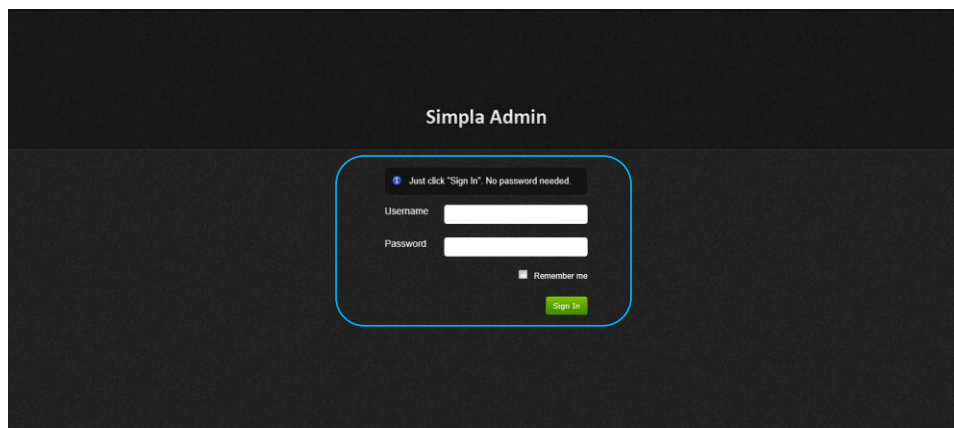 Simpla Admin
Just click "Sign In". No password needed.
Username
Password
Remember me
Sign In